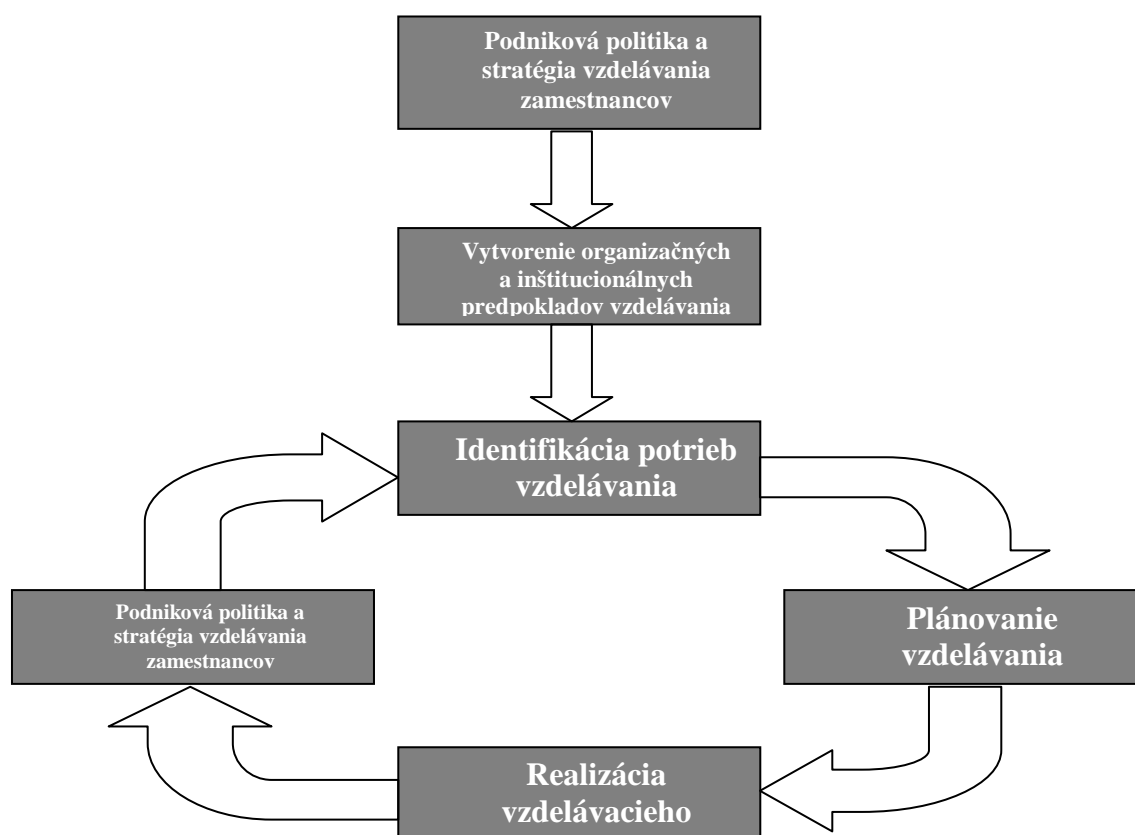 Podniková politika a
stratégia vzdelávania
zamestnancov
Vytvorenie organizačných
a inštitucionálnych
predpokladov vzdelávania
Identifikácia potrieb
vzdelávania
Plánovanie
vzdelávania
Realizácia
vzdelávacieho
Podniková politika a
stratégia vzdelávania
zamestnancov